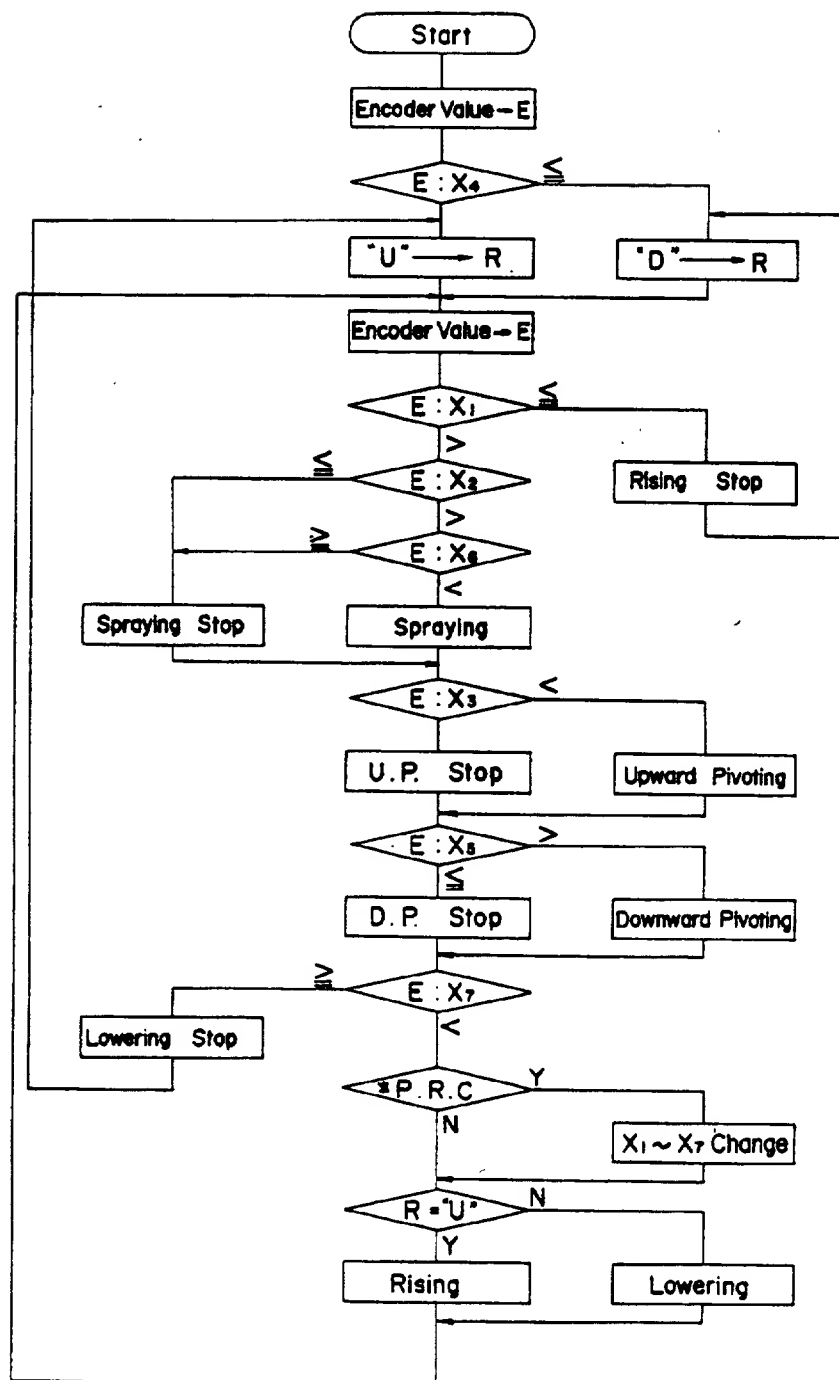 Start
Encoder Value → E
E : X₄
≦
"U" → R
"D" → R
Encoder Value → E
E : X₁
≦
>
≦
E : X₂
Rising Stop
>
≧
E : X₆
<
Spraying Stop
Spraying
E : X₃
<
U.P. Stop
Upward Pivoting
E : X₅
>
≦
D.P. Stop
Downward Pivoting
≧
E : X₇
<
Lowering Stop
*P.R.C
Y
N
X₁ ~ X₇ Change
R = "U"
N
Y
Rising
Lowering